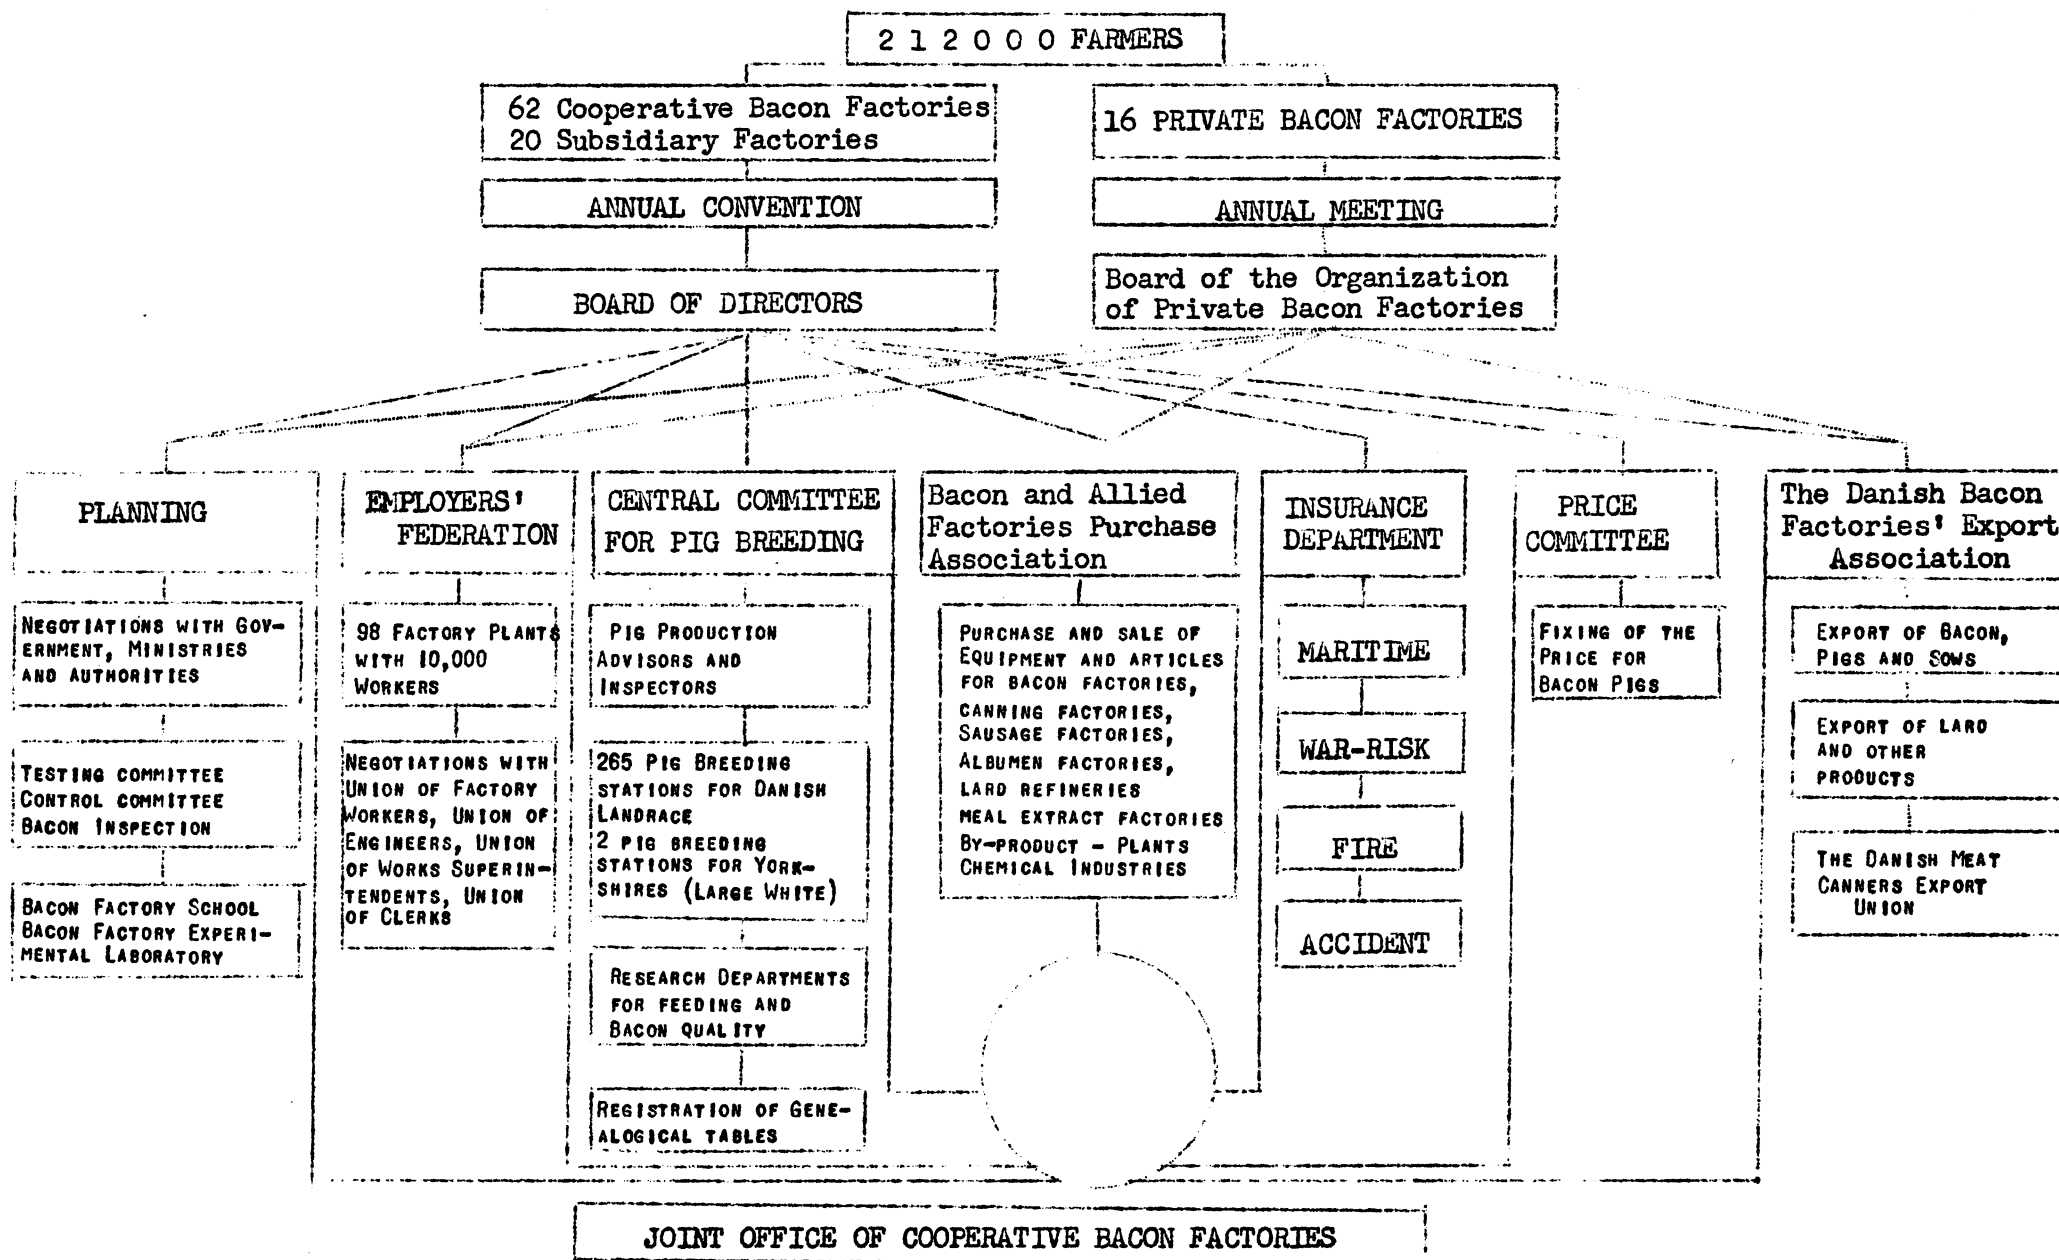 212000 FARMERS
62 Cooperative Bacon Factories
20 Subsidiary Factories
16 PRIVATE BACON FACTORIES
ANNUAL CONVENTION
ANNUAL MEETING
BOARD OF DIRECTORS
Board of the Organization
of Private Bacon Factories
PLANNING
NEGOTIATIONS WITH GOV-
ERNMENT, MINISTRIES
AND AUTHORITIES
TESTING COMMITTEE
CONTROL COMMITTEE
BACON INSPECTION
BACON FACTORY SCHOOL
BACON FACTORY EXPERI-
MENTAL LABORATORY
EMPLOYERS'
FEDERATION
98 FACTORY PLANTS
WITH 10,000
WORKERS
NEGOTIATIONS WITH
UNION OF FACTORY
WORKERS, UNION OF
ENGINEERS, UNION
OF WORKS SUPERIN-
TENDENTS, UNION
OF CLERKS
CENTRAL COMMITTEE
FOR PIG BREEDING
PIG PRODUCTION
ADVISORS AND
INSPECTORS
265 PIG BREEDING
STATIONS FOR DANISH
LANDRACE
2 PIG BREEDING
STATIONS FOR YORK-
SHIRES (LARGE WHITE)
RESEARCH DEPARTMENTS
FOR FEEDING AND
BACON QUALITY
REGISTRATION OF GENE-
ALOGICAL TABLES
Bacon and Allied
Factories Purchase
Association
PURCHASE AND SALE OF
EQUIPMENT AND ARTICLES
FOR BACON FACTORIES,
CANNING FACTORIES,
SAUSAGE FACTORIES,
ALBUMEN FACTORIES,
LARD REFINERIES
MEAL EXTRACT FACTORIES
BY-PRODUCT - PLANTS
CHEMICAL INDUSTRIES
INSURANCE
DEPARTMENT
MARITIME
WAR-RISK
FIRE
ACCIDENT
PRICE
COMMITTEE
FIXING OF THE
PRICE FOR
BACON PIGS
The Danish Bacon
Factories' Export
Association
EXPORT OF BACON,
PIGS AND SOWS
EXPORT OF LARD
AND OTHER
PRODUCTS
THE DANISH MEAT
CANNERS EXPORT
UNION
JOINT OFFICE OF COOPERATIVE BACON FACTORIES